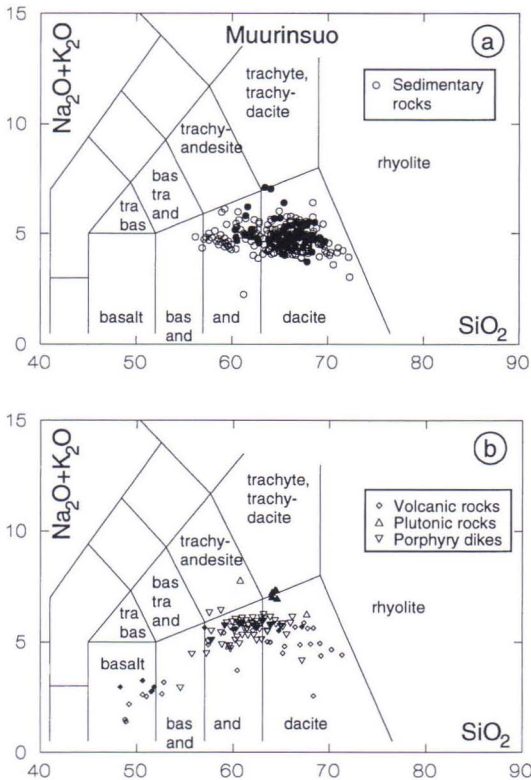 15
Na2O+K2O
Muurinsuo
a
trachyte,
trachy-
dacite
Sedimentary
rocks
10
trachy-
andesite
rhyolite
bas
tra
and
tra
bas
5
basalt
bas
and
and
dacite
SiO2
0
40 50 60 70 80 90
15
Na2O+K2O
b
trachyte,
trachy-
dacite
Volcanic rocks
Plutonic rocks
Porphyry dikes
10
trachy-
andesite
bas
tra
and
rhyolite
tra
bas
5
basalt
bas
and
and
dacite
SiO2
0
40 50 60 70 80 90